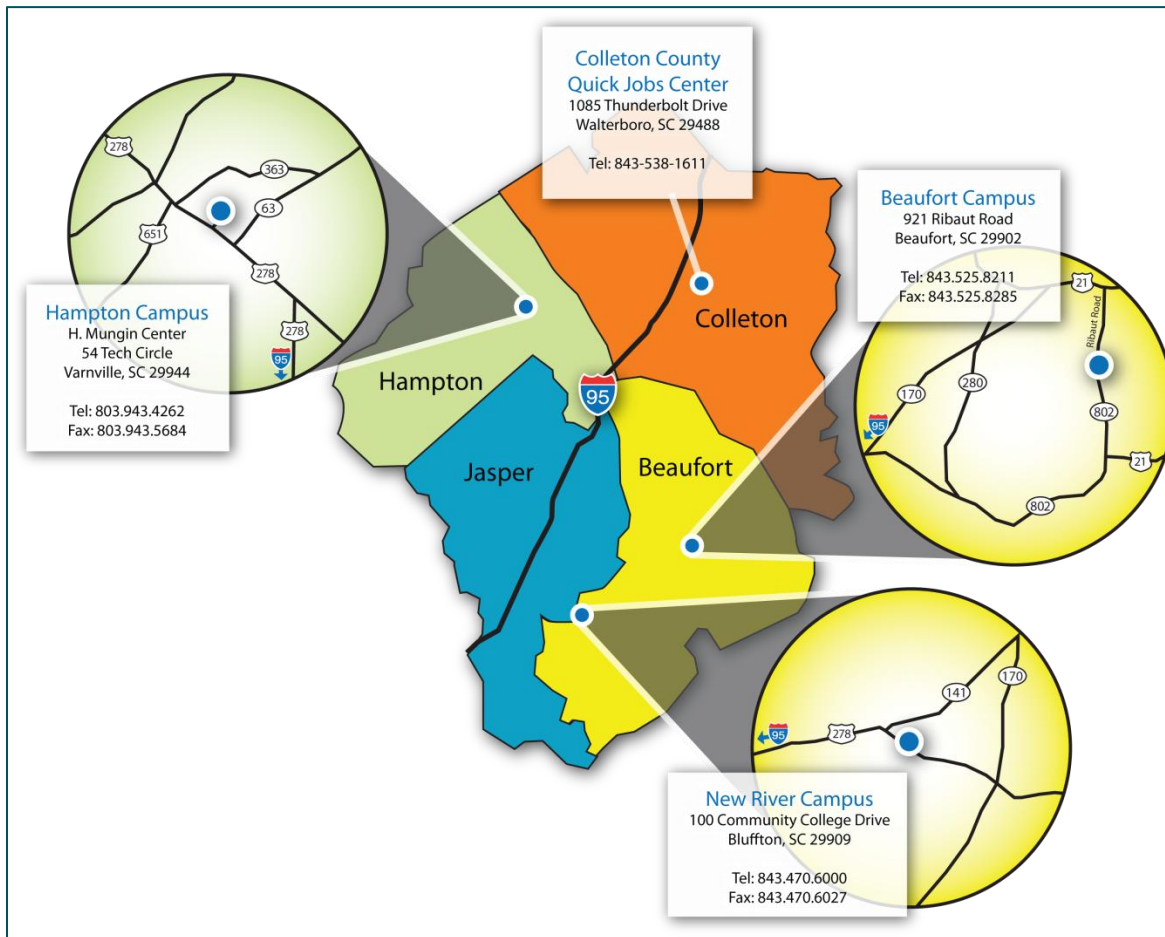 Colleton County
Quick Jobs Center
1085 Thunderbolt Drive
Walterboro, SC 29488
Tel: 843-538-1611
278
363
63
651
278
278
95
Hampton Campus
H. Mungin Center
54 Tech Circle
Varnville, SC 29944
Tel: 803.943.4262
Fax: 803.943.5684
Beaufort Campus
921 Ribaut Road
Beaufort, SC 29902
Tel: 843.525.8211
Fax: 843.525.8285
21
Ribaut Road
170
280
802
95
21
802
Colleton
Hampton
95
Jasper
Beaufort
170
141
95
278
New River Campus
100 Community College Drive
Bluffton, SC 29909
Tel: 843.470.6000
Fax: 843.470.6027